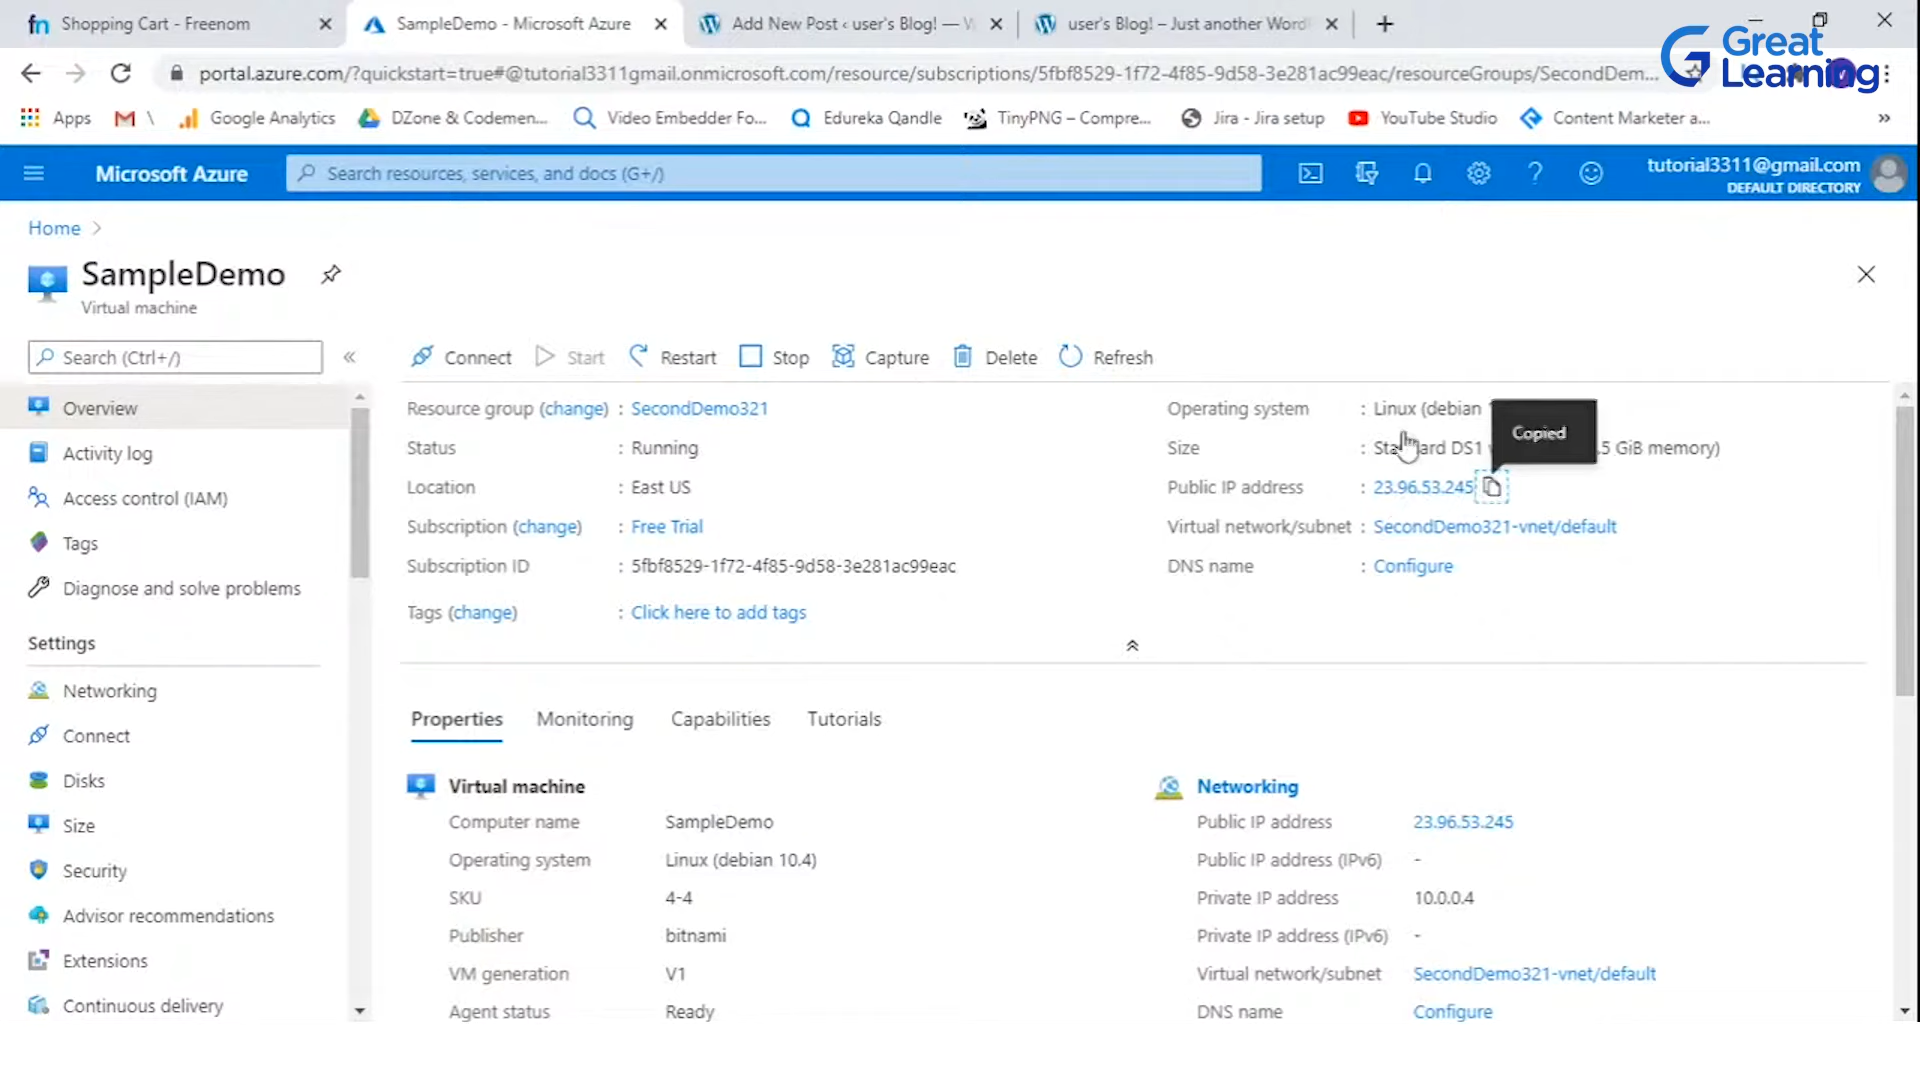 Shopping Cart - Freenom
SampleDemo - Microsoft Azure
Add New Post ‹ user's Blog! —
user's Blog! – Just another Word
Great
Learning
portal.azure.com/?quickstart=true#@tutorial3311gmail.onmicrosoft.com/resource/subscriptions/5fbf8529-1f72-4f85-9d58-3e281ac99eac/resourceGroups/SecondDem...
Apps
Google Analytics
DZone & Codemen...
Video Embedder Fo...
Edureka Qandle
TinyPNG – Compre...
Jira - Jira setup
YouTube Studio
Content Marketer a...
»
Microsoft Azure
Search resources, services, and docs (G+/)
tutorial3311@gmail.com
DEFAULT DIRECTORY
Home
SampleDemo
Virtual machine
Search (Ctrl+/)
Connect
Start
Restart
Stop
Capture
Delete
Refresh
Overview
Activity log
Access control (IAM)
Tags
Diagnose and solve problems
Settings
Networking
Connect
Disks
Size
Security
Advisor recommendations
Extensions
Continuous delivery
Resource group (change) : SecondDemo321
Status : Running
Location : East US
Subscription (change) : Free Trial
Subscription ID : 5fbf8529-1f72-4f85-9d58-3e281ac99eac
Tags (change) : Click here to add tags
Operating system : Linux (debian
Copied
Size : Standard DS1 .5 GiB memory)
Public IP address : 23.96.53.245
Virtual network/subnet : SecondDemo321-vnet/default
DNS name : Configure
Properties
Monitoring
Capabilities
Tutorials
Virtual machine
Computer name SampleDemo
Operating system Linux (debian 10.4)
SKU 4-4
Publisher bitnami
VM generation V1
Agent status Ready
Networking
Public IP address 23.96.53.245
Public IP address (IPv6) -
Private IP address 10.0.0.4
Private IP address (IPv6) -
Virtual network/subnet SecondDemo321-vnet/default
DNS name Configure